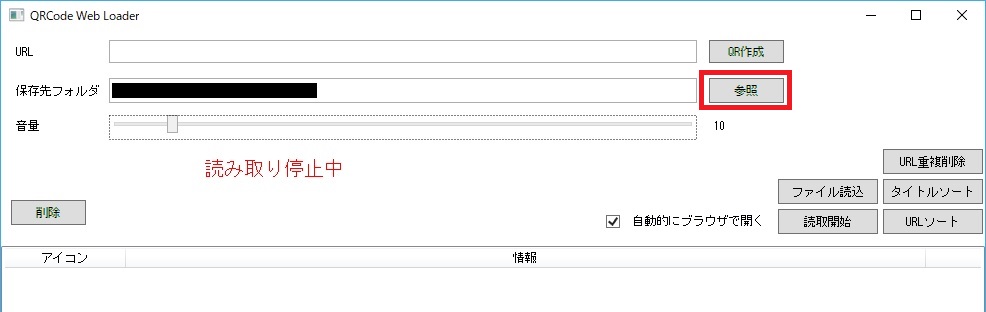 QRCode Web Loader
URL
QR作成
保存先フォルダ
参照
音量
10
読み取り停止中
URL重複削除
ファイル読込
タイトルソート
削除
自動的にブラウザで開く
読取開始
URLソート
アイコン
情報